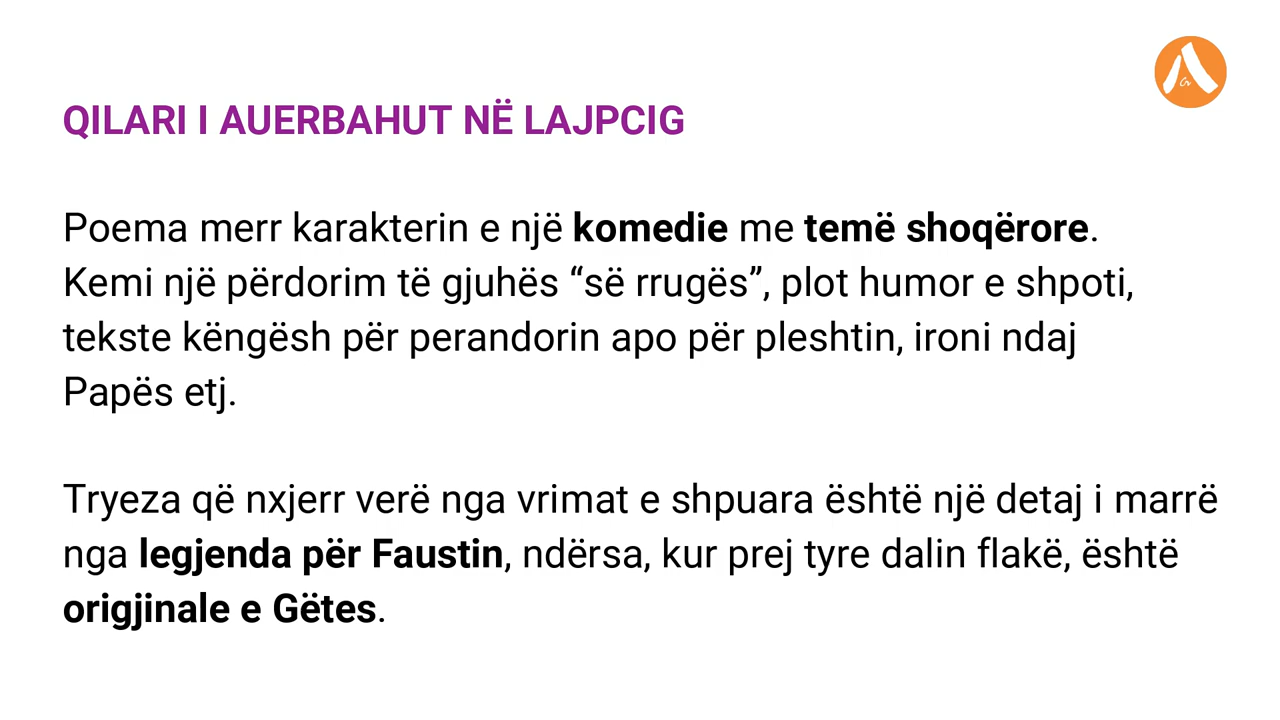 QILARI I AUERBAHUT NË LAJPCIG
Poema merr karakterin e një komedie me temë shoqërore.
Kemi një përdorim të gjuhës “së rrugës”, plot humor e shpoti,
tekste këngësh për perandorin apo për pleshtin, ironi ndaj
Papës etj.
Tryeza që nxjerr verë nga vrimat e shpuara është një detaj i marrë
nga legjenda për Faustin, ndërsa, kur prej tyre dalin flakë, është
origjinale e Gëtes.